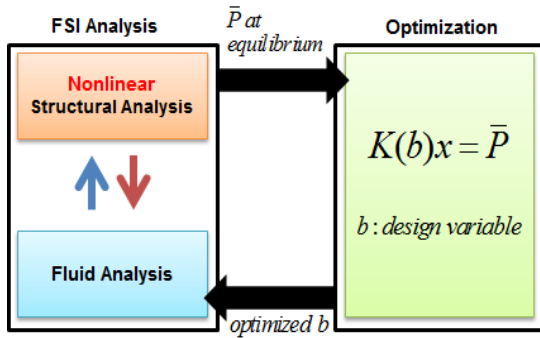 FSI Analysis
Nonlinear
Structural Analysis
Fluid Analysis
P̅ at
equilibrium
optimized b
Optimization
K(b)x = P̅
b : design variable